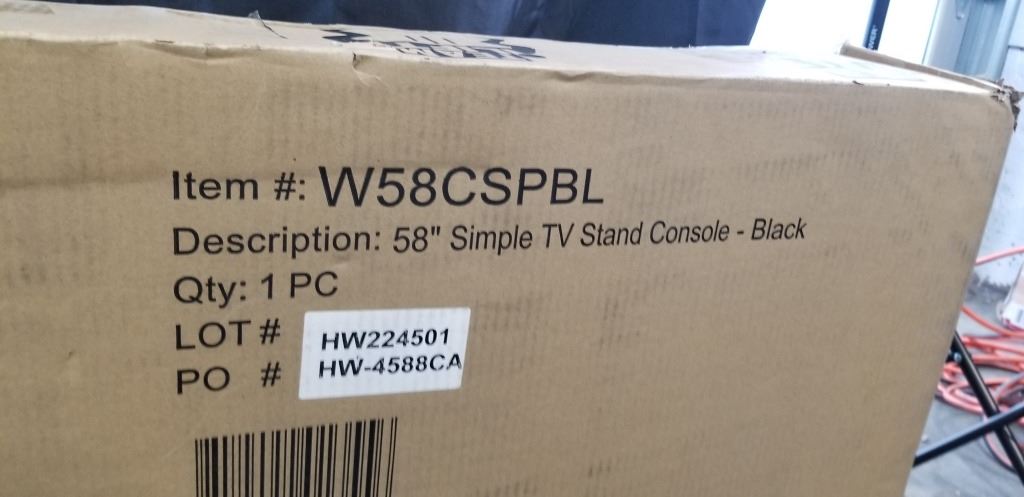 Item #: W58CSPBL
Description: 58" Simple TV Stand Console - Black
Qty: 1 PC
LOT # HW224501
PO # HW-4588CA